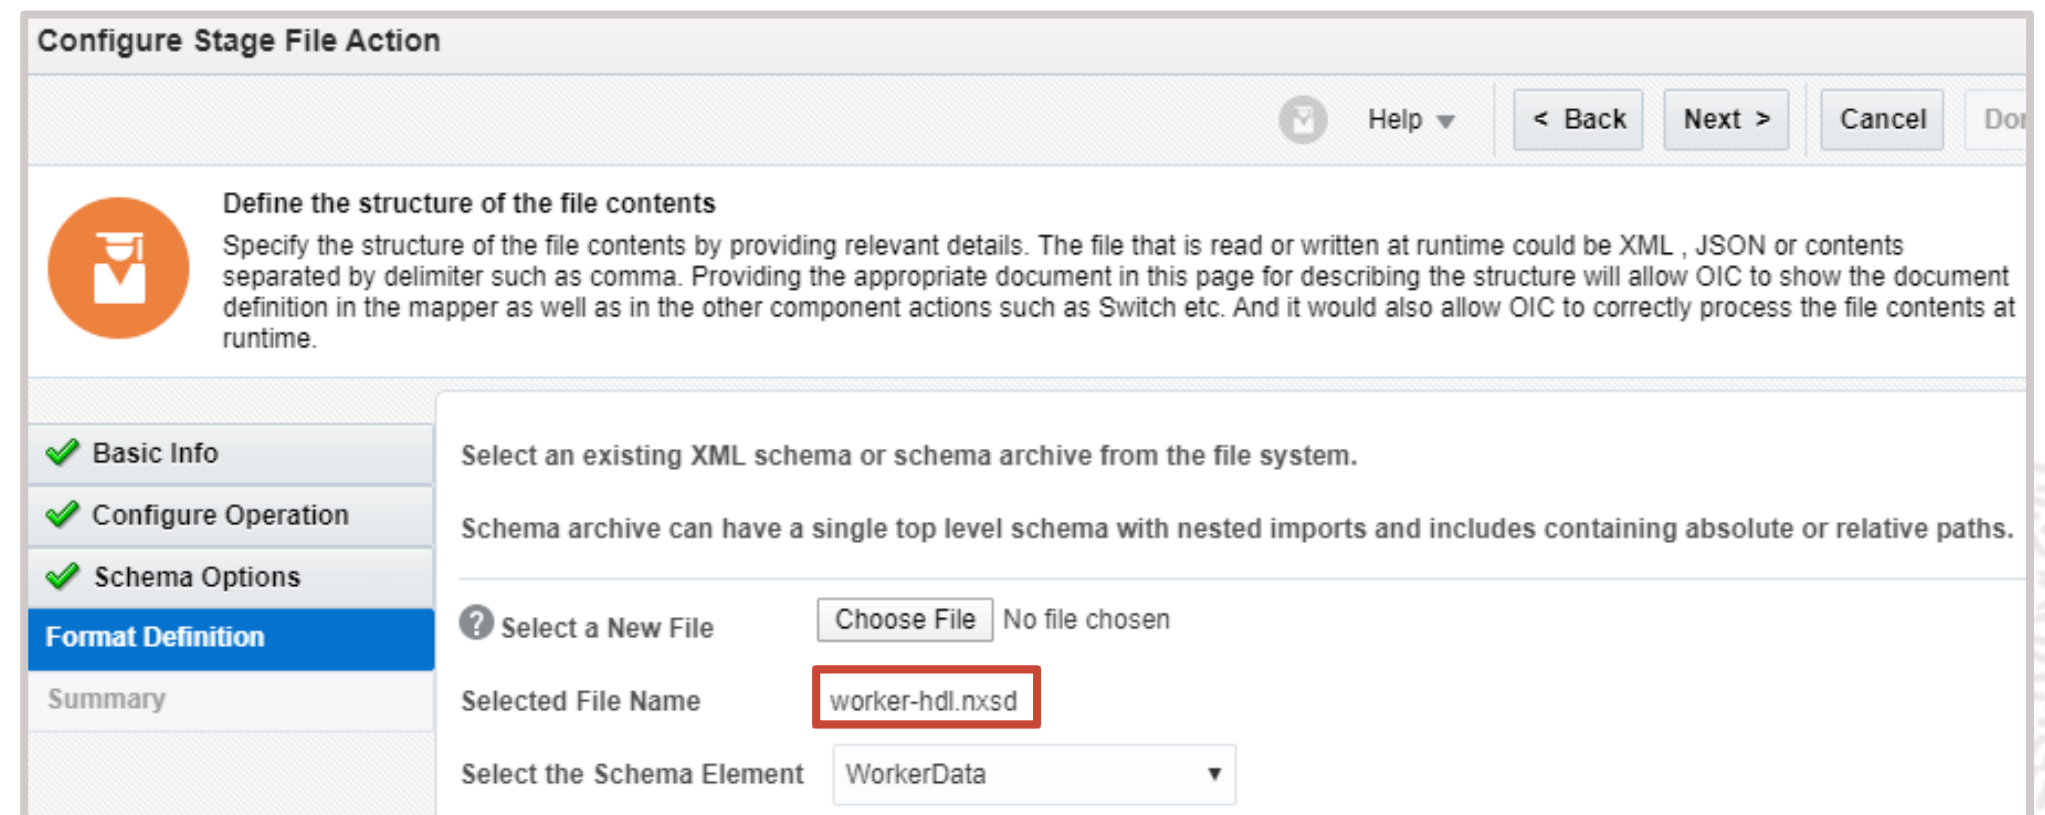 Configure Stage File Action
Help
< Back
Next >
Cancel
Define the structure of the file contents
Specify the structure of the file contents by providing relevant details. The file that is read or written at runtime could be XML , JSON or contents
separated by delimiter such as comma. Providing the appropriate document in this page for describing the structure will allow OIC to show the document
definition in the mapper as well as in the other component actions such as Switch etc. And it would also allow OIC to correctly process the file contents at
runtime.
Basic Info
Configure Operation
Schema Options
Format Definition
Summary
Select an existing XML schema or schema archive from the file system.
Schema archive can have a single top level schema with nested imports and includes containing absolute or relative paths.
Select a New File
Choose File No file chosen
Selected File Name
worker-hdl.nxsd
Select the Schema Element
WorkerData